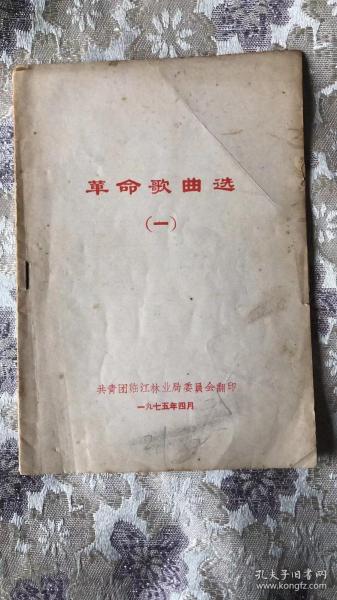 革命歌曲选
（一）
共青团临江林业局委员会翻印
一九七五年四月
孔夫子旧书网
www.kongfz.com